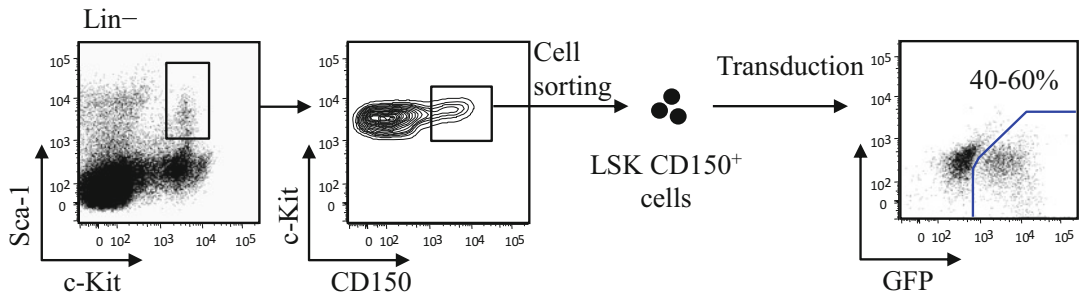 Lin−
10⁵
10⁴
10³
10²
0
0 10² 10³ 10⁴ 10⁵
Sca-1
c-Kit
10⁵
10⁴
10³
10²
0
0 10² 10³ 10⁴ 10⁵
c-Kit
CD150
Cell
sorting
LSK CD150⁺
cells
Transduction
40-60%
10⁵
10⁴
10³
10²
0
0 10² 10³ 10⁴ 10⁵
GFP